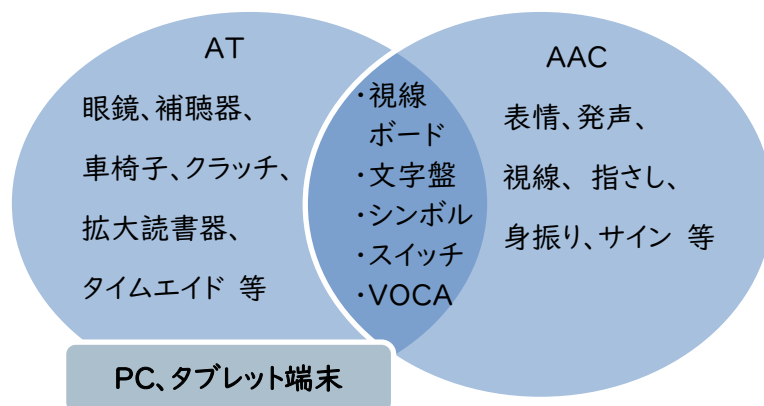 AT
眼鏡、補聴器、
車椅子、クラッチ、
拡大読書器、
タイムエイド 等
・視線
ボード
・文字盤
・シンボル
・スイッチ
・VOCA
AAC
表情、発声、
視線、指さし、
身振り、サイン 等
PC、タブレット端末